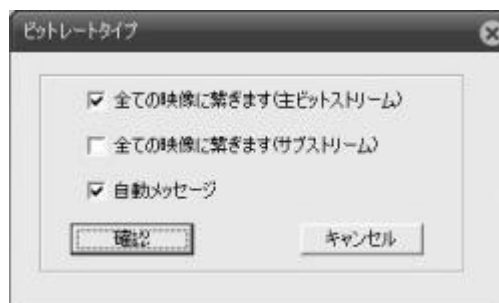 ビットレートタイプ
全ての映像に繋ぎます(主ビットストリーム)
全ての映像に繋ぎます(サブストリーム)
自動メッセージ
確認 キャンセル